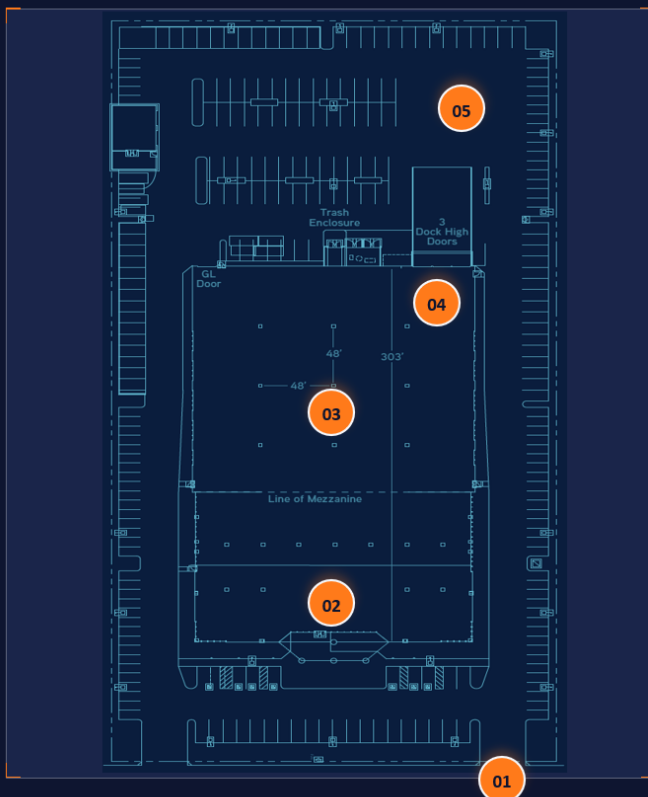 05
Trash
Enclosure
3
Dock High
Doors
GL
Door
04
48'
303'
48'
03
Line of Mezzanine
02
01